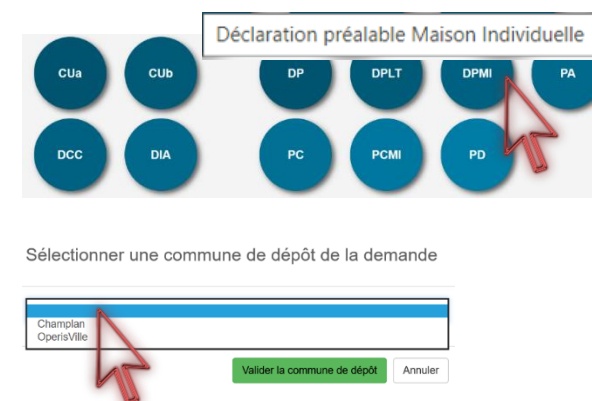 Déclaration préalable Maison Individuelle
CUa CUb DP DPLT DPMI PA
DCC DIA PC PCMI PD
Sélectionner une commune de dépôt de la demande
Champlan
OperisVille
Valider la commune de dépôt Annuler